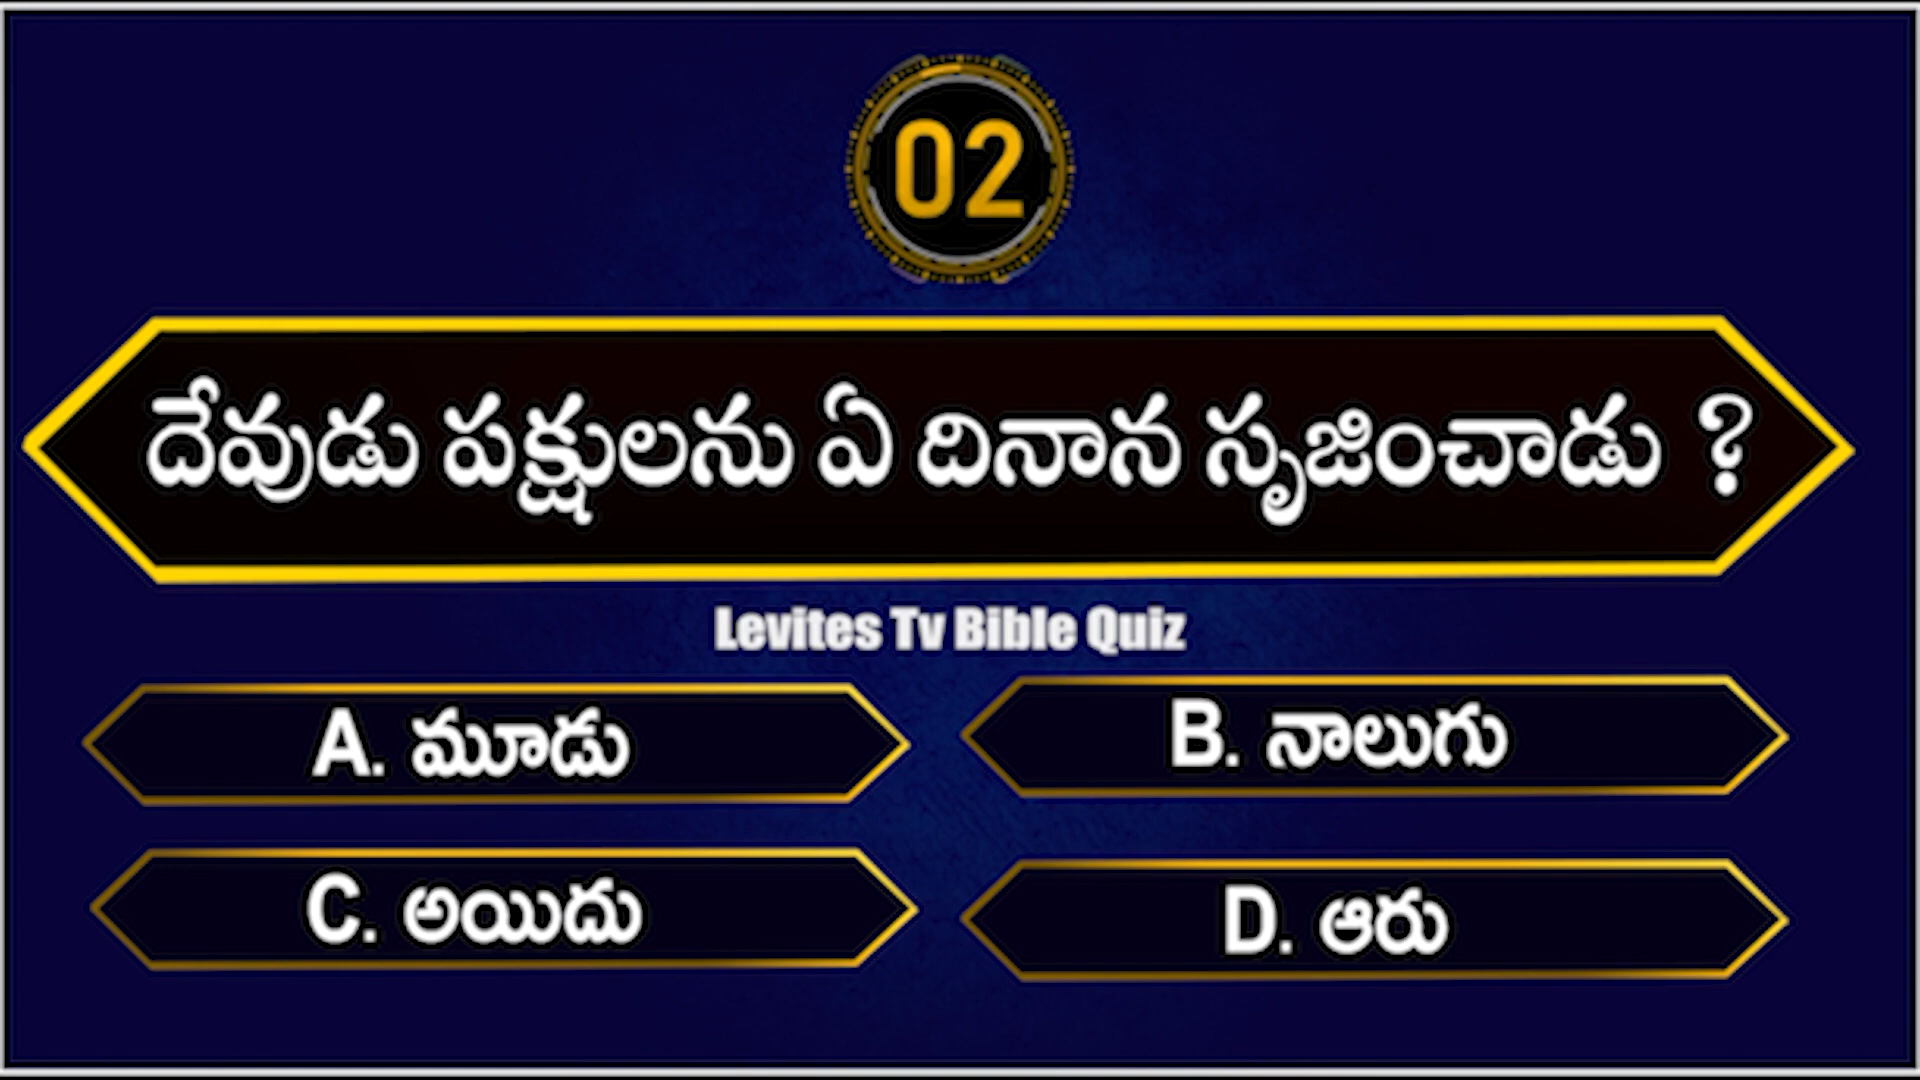 02
దేవుడు పక్షులను ఏ దినాన సృజించాడు ?
Levites Tv Bible Quiz
A. మూడు
B. నాలుగు
C. అయిదు
D. ఆరు